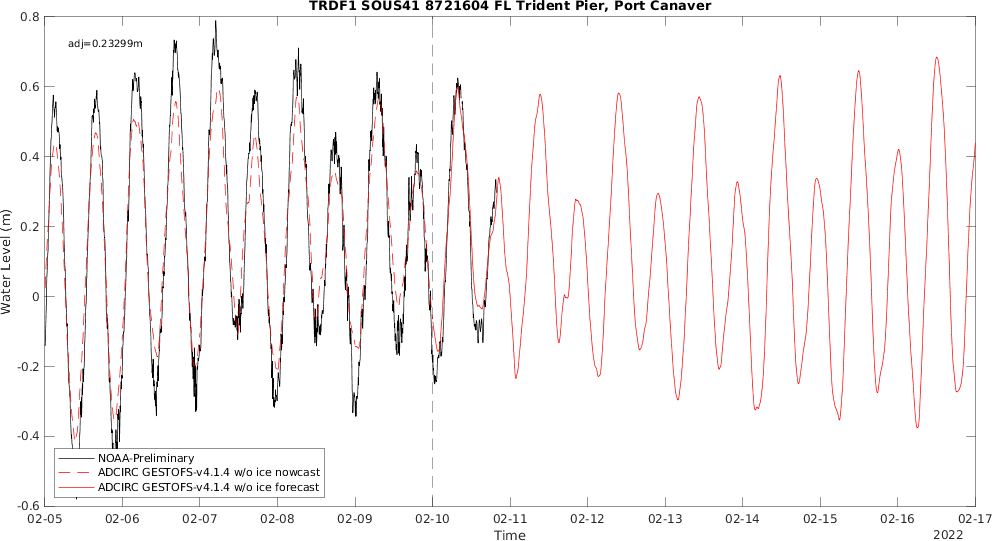 TRDF1 SOUS41 8721604 FL Trident Pier, Port Canaver
adj=0.23299m
0.8
0.6
0.4
0.2
0
-0.2
-0.4
-0.6
Water Level (m)
NOAA-Preliminary
ADCIRC GESTOFS-v4.1.4 w/o ice nowcast
ADCIRC GESTOFS-v4.1.4 w/o ice forecast
02-05 02-06 02-07 02-08 02-09 02-10 02-11 02-12 02-13 02-14 02-15 02-16 02-17
Time
2022